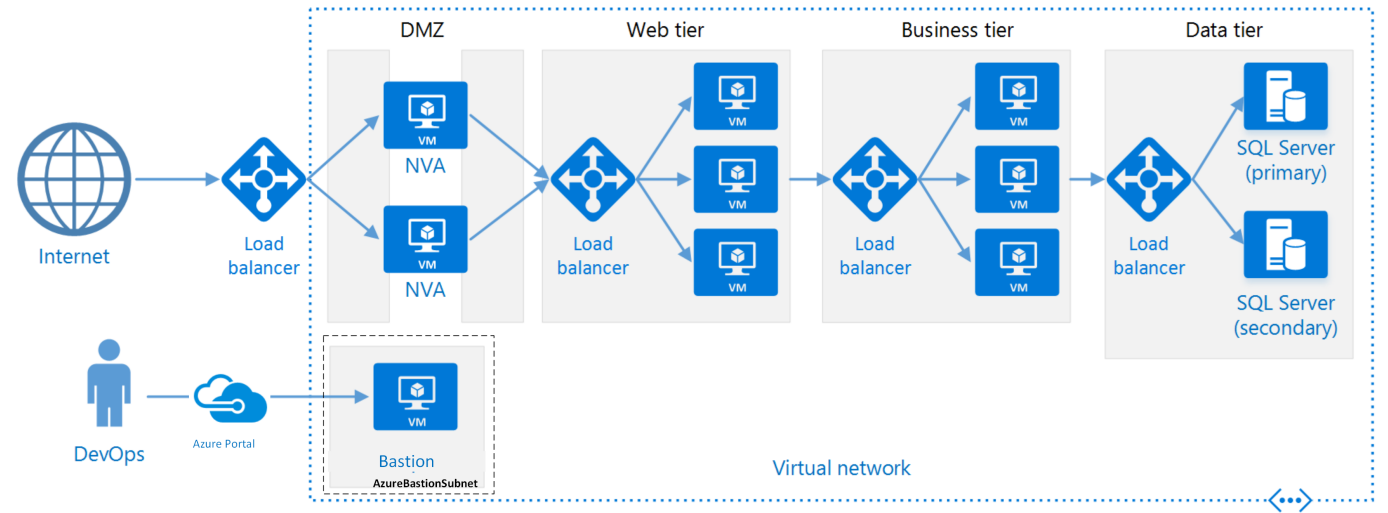 DMZ
Web tier
Business tier
Data tier
VM
NVA
VM
NVA
Internet
Load
balancer
Load
balancer
VM
VM
VM
Load
balancer
VM
VM
VM
Load
balancer
SQL Server
(primary)
SQL Server
(secondary)
DevOps
Azure Portal
VM
Bastion
AzureBastionSubnet
Virtual network